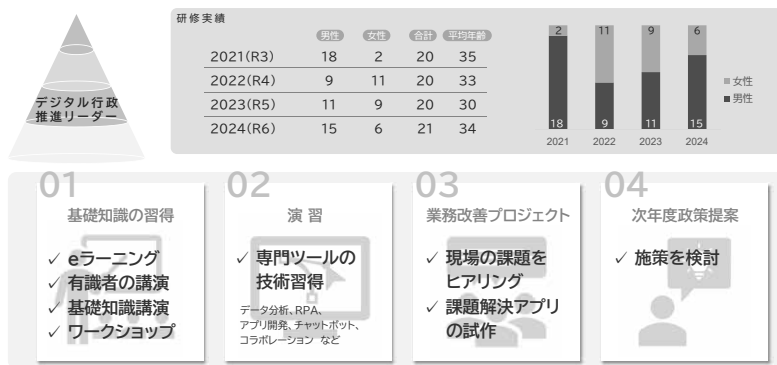 デジタル行政
推進リーダー
研修実績
男性 女性 合計 平均年齢
2021(R3) 18 2 20 35
2022(R4) 9 11 20 33
2023(R5) 11 9 20 30
2024(R6) 15 6 21 34
2 11 9 6
18 9 11 15
2021 2022 2023 2024
女性
男性
01
基礎知識の習得
✓ eラーニング
✓ 有識者の講演
✓ 基礎知識講演
✓ ワークショップ
02
演 習
✓ 専門ツールの
技術習得
データ分析、RPA、
アプリ開発、チャットボット、
コラボレーション など
03
業務改善プロジェクト
✓ 現場の課題を
ヒアリング
✓ 課題解決アプリ
の試作
04
次年度政策提案
✓ 施策を検討